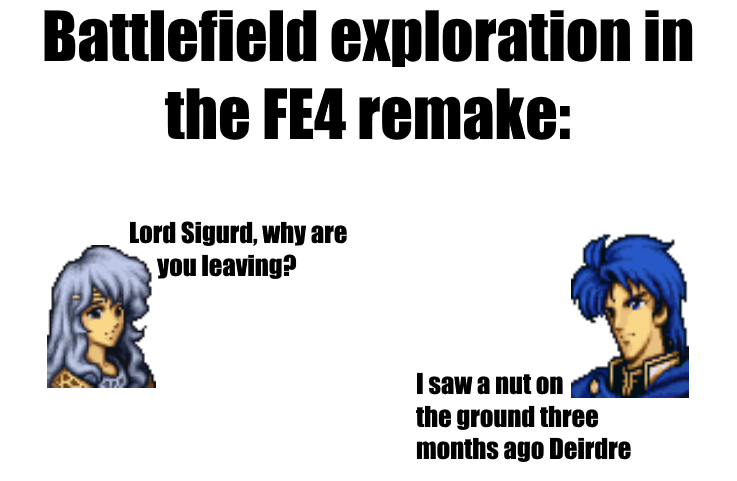 Battlefield exploration in
the FE4 remake:
Lord Sigurd, why are
you leaving?
I saw a nut on
the ground three
months ago Deirdre